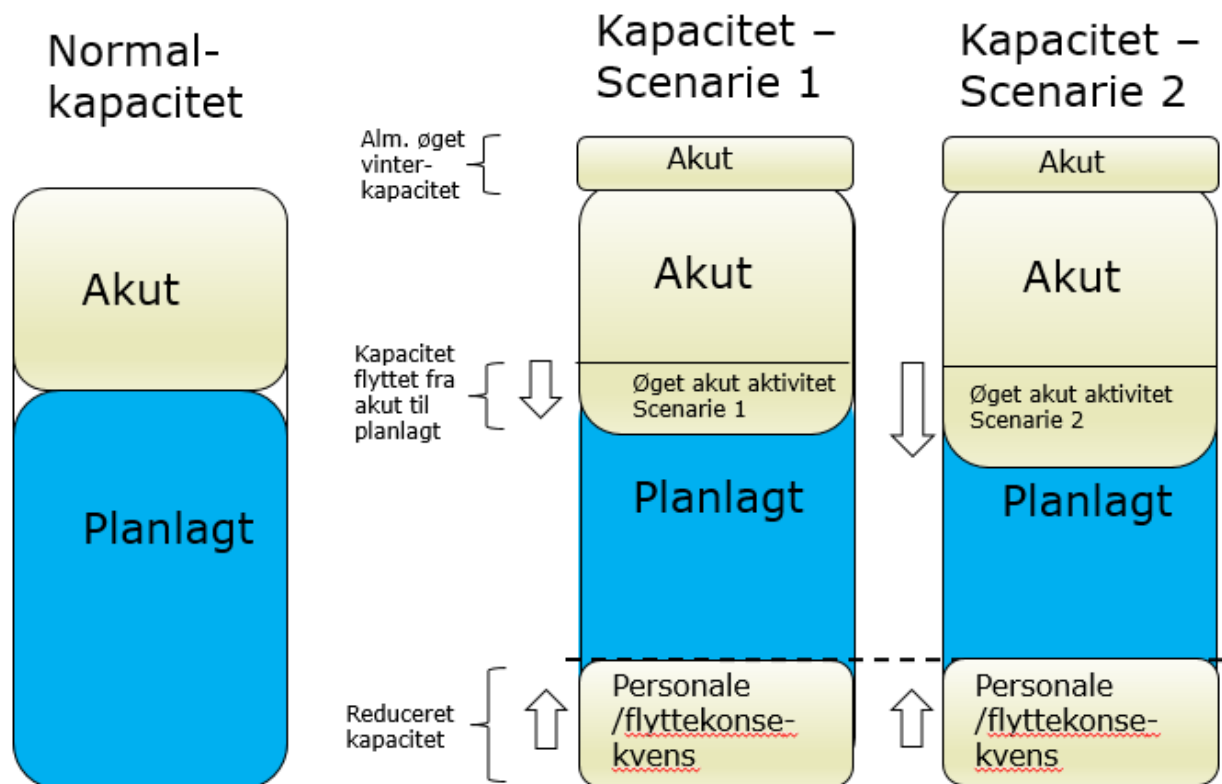 Normal-
kapacitet
Akut
Planlagt
Alm. øget
vinter-
kapacitet
Kapacitet
flyttet fra
akut til
planlagt
Reduceret
kapacitet
Kapacitet –
Scenarie 1
Akut
Akut
Øget akut aktivitet
Scenarie 1
Planlagt
Personale
/flyttekonse-
kvens
Kapacitet –
Scenarie 2
Akut
Akut
Øget akut aktivitet
Scenarie 2
Planlagt
Personale
/flyttekonse-
kvens